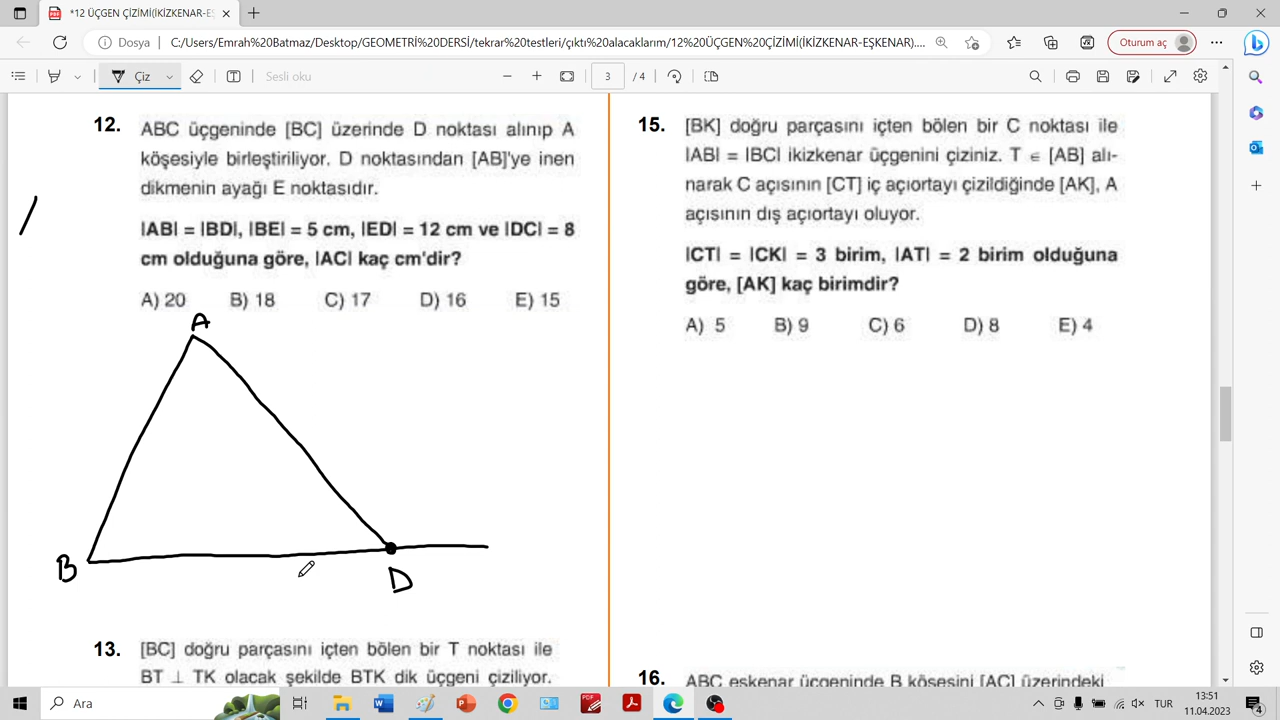 *12 ÜÇGEN ÇİZİMİ(İKİZKENAR-EŞ
Dosya
C:/Users/Emrah%20Batmaz/Desktop/GEOMETRİ%20DERSİ/tekrar%20testleri/çıktı%20alacaklarım/12%20ÜÇGEN%20ÇİZİMİ(İKİZKENAR-EŞKENAR)....
Oturum aç
Çiz
Sesli oku
3 / 4
12. ABC üçgeninde [BC] üzerinde D noktası alınıp A
köşesiyle birleştiriliyor. D noktasından [AB]'ye inen
dikmenin ayağı E noktasıdır.
|AB| = |BD|, |BE| = 5 cm, |ED| = 12 cm ve |DC| = 8
cm olduğuna göre, |AC| kaç cm'dir?
A) 20 B) 18 C) 17 D) 16 E) 15
A
B
D
13. [BC] doğru parçasını içten bölen bir T noktası ile
BT ⊥ TK olacak şekilde BTK dik üçgeni çiziliyor.
15. [BK] doğru parçasını içten bölen bir C noktası ile
|AB| = |BC| ikizkenar üçgenini çiziniz. T ∈ [AB] alı-
narak C açısının [CT] iç açıortayı çizildiğinde [AK], A
açısının dış açıortayı oluyor.
|CT| = |CK| = 3 birim, |AT| = 2 birim olduğuna
göre, [AK] kaç birimdir?
A) 5 B) 9 C) 6 D) 8 E) 4
16. ABC eşkenar üçgeninde B köşesini [AC] üzerindeki
Ara
TUR
13:51
11.04.2023
4